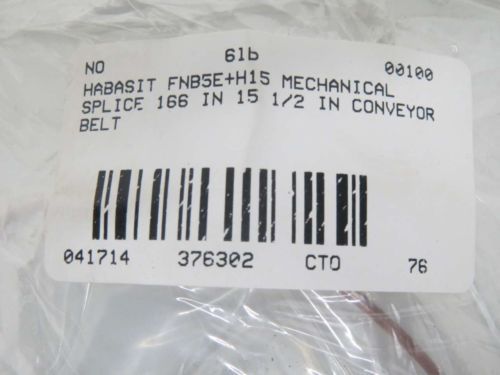 NO 6lb 00100
HABASIT FNB5E+H15 MECHANICAL
SPLICE 166 IN 15 1/2 IN CONVEYOR
BELT
041714 376302 CTO 76